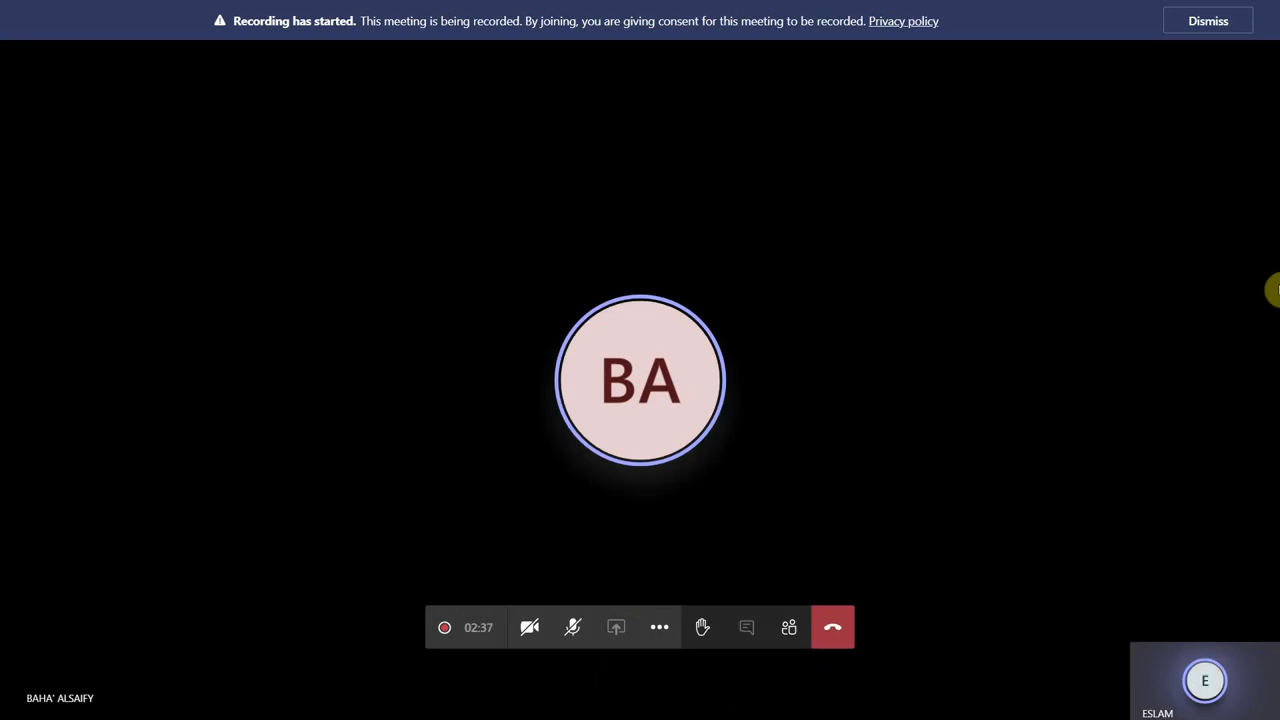 Recording has started. This meeting is being recorded. By joining, you are giving consent for this meeting to be recorded. Privacy policy
Dismiss
BA
02:37
BAHA' ALSAIFY
E
ESLAM